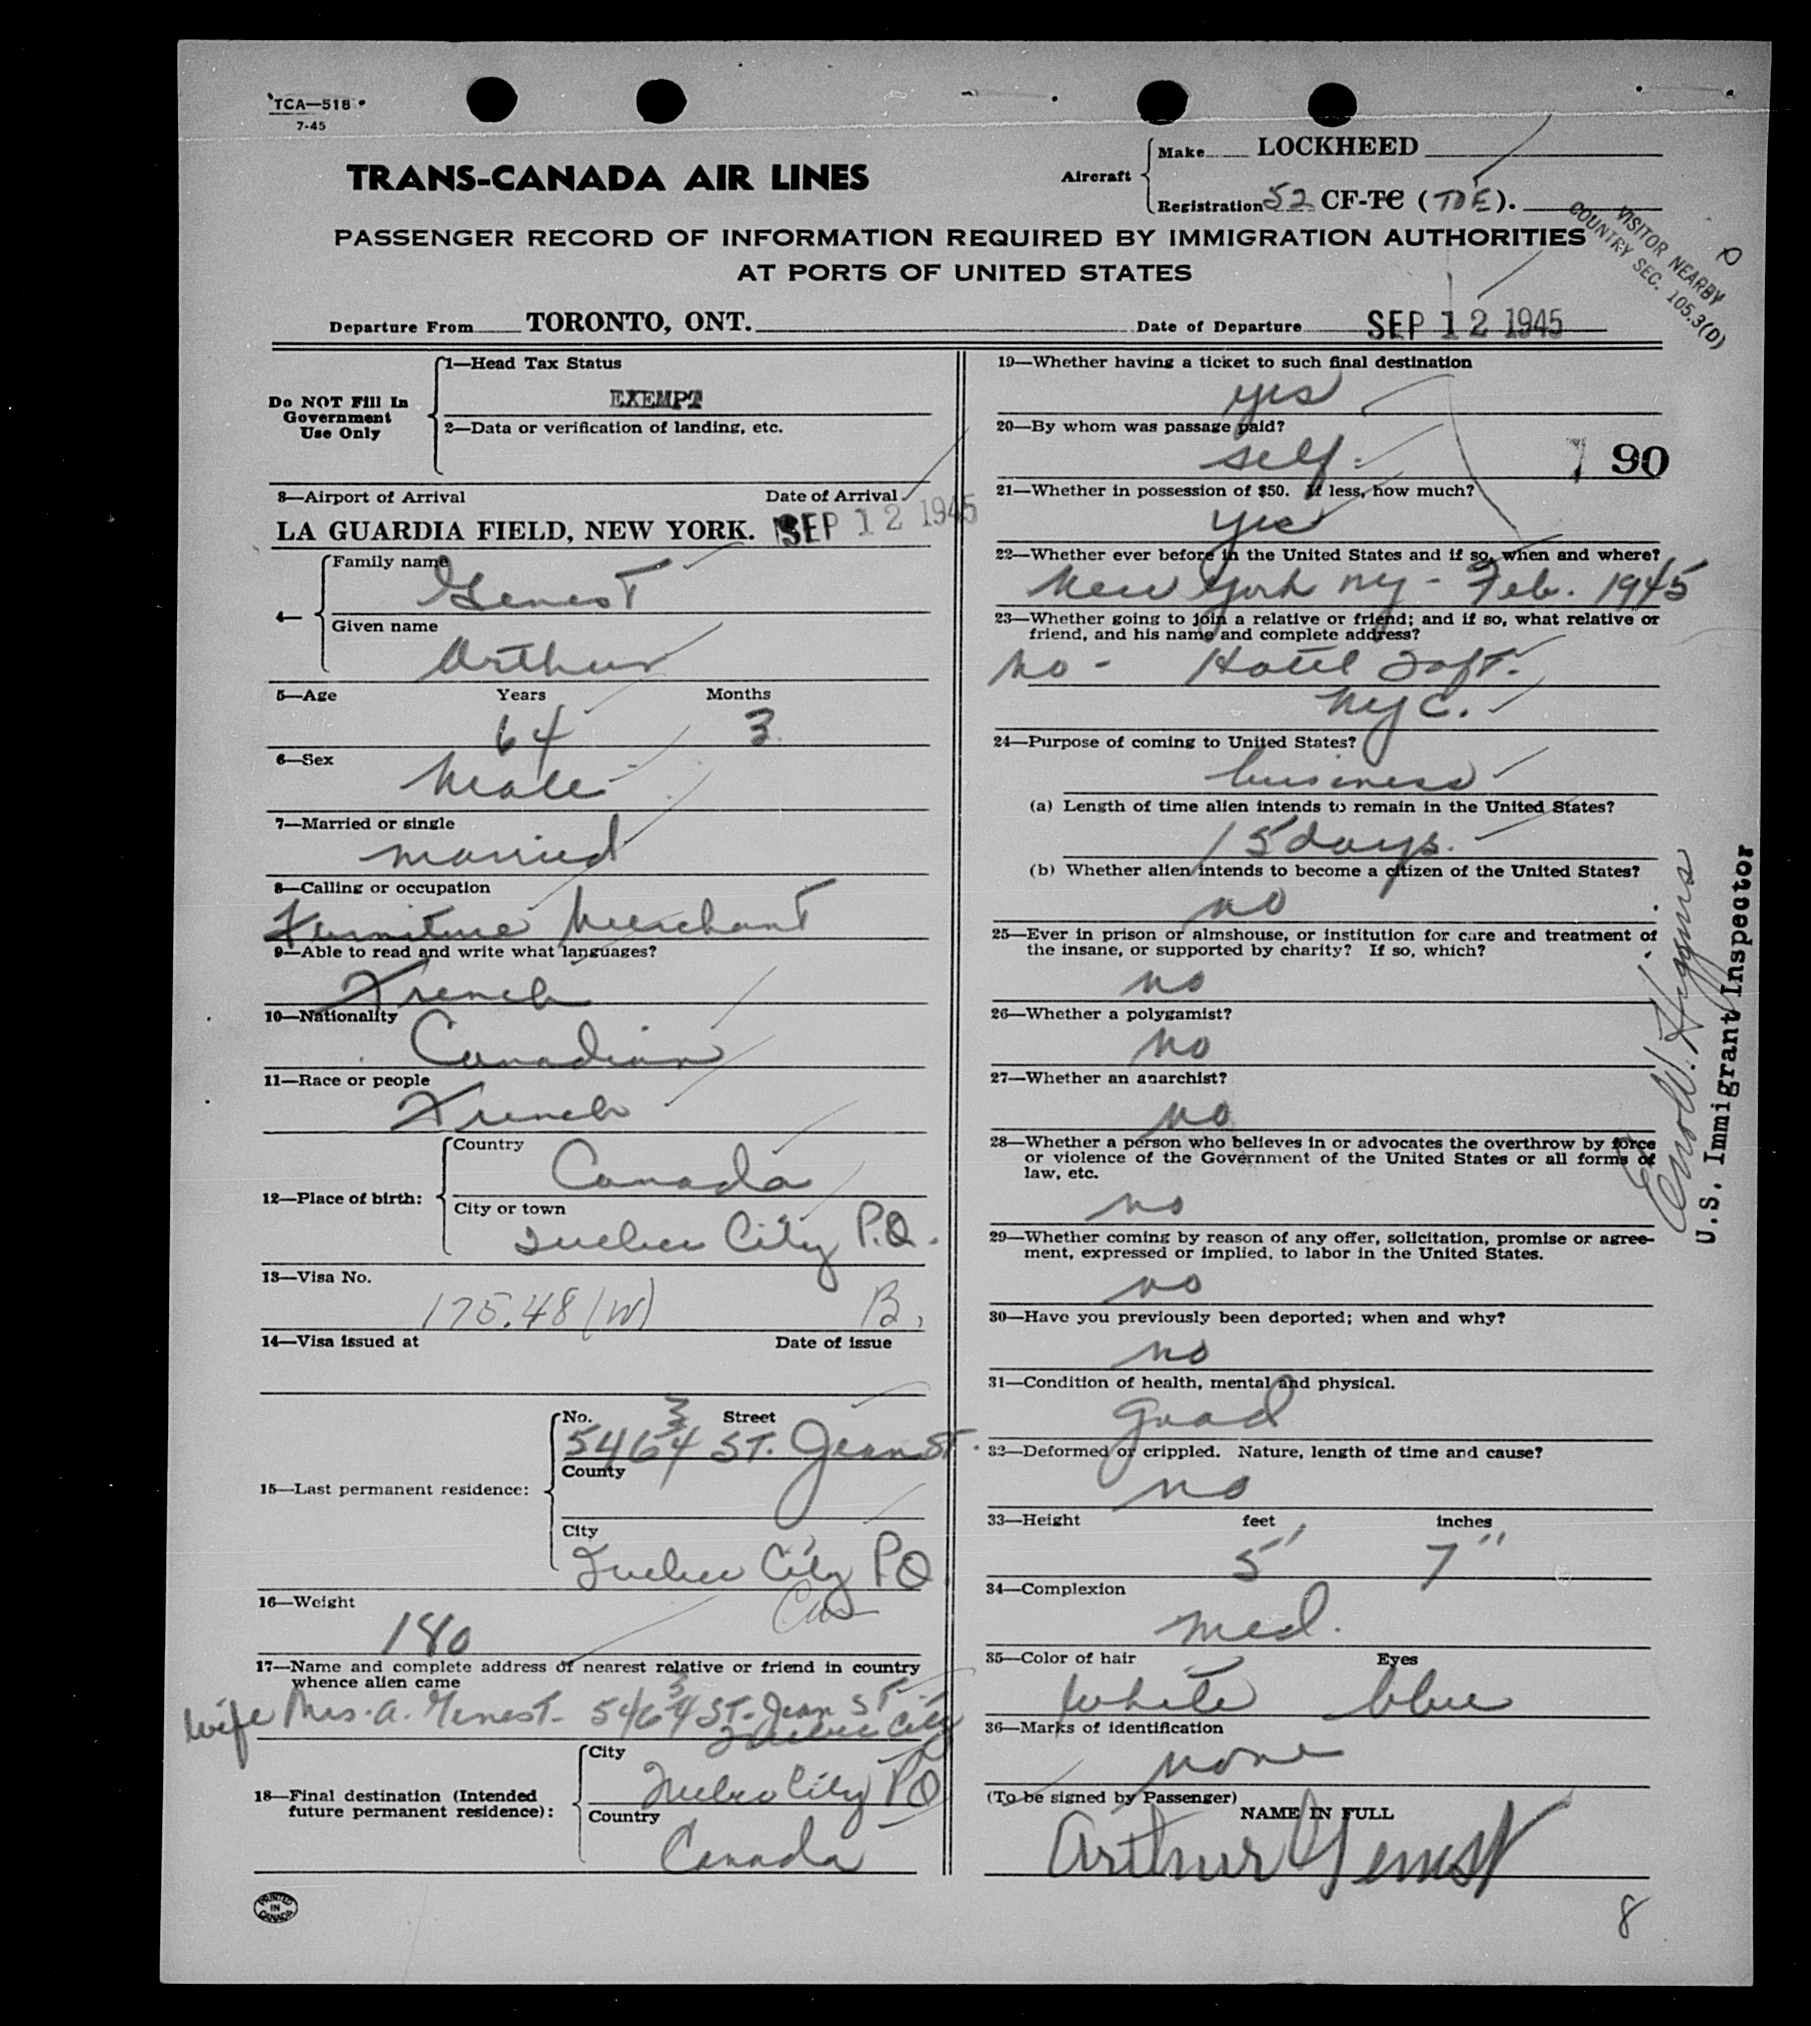 TCA—518
7-45
TRANS-CANADA AIR LINES
Aircraft
Make LOCKHEED
Registration 52 CF-TC (TDE).
PASSENGER RECORD OF INFORMATION REQUIRED BY IMMIGRATION AUTHORITIES
AT PORTS OF UNITED STATES
VISITOR NEARBY
COUNTRY SEC. 105.3(D)
Departure From TORONTO, ONT. Date of Departure SEP 12 1945
Do NOT Fill In
Government
Use Only
1—Head Tax Status
EXEMPT
2—Data or verification of landing, etc.
3—Airport of Arrival Date of Arrival
LA GUARDIA FIELD, NEW YORK. SEP 12 1945
4—
Family name
Genest
Given name
Arthur
5—Age Years Months
64 3
6—Sex
Male
7—Married or single
married
8—Calling or occupation
Furniture Merchant
9—Able to read and write what languages?
French
10—Nationality
Canadian
11—Race or people
French
12—Place of birth:
Country
Canada
City or town
Quebec City P.Q.
13—Visa No.
175.48 (W) B.
14—Visa issued at Date of issue
15—Last permanent residence:
No. Street
3
5464 ST. Jean ST.
County
City
Quebec City PQ
Can
16—Weight
180
17—Name and complete address of nearest relative or friend in country
whence alien came
wife Mrs. A. Genest - 5464 ST. Jean ST.
3
Quebec City
18—Final destination (Intended
future permanent residence):
City
Quebec City PQ
Country
Canada
PRINTED
IN
CANADA
19—Whether having a ticket to such final destination
yes
20—By whom was passage paid?
self
90
21—Whether in possession of $50. If less, how much?
yes
22—Whether ever before in the United States and if so, when and where?
New York NY - Feb. 1945
23—Whether going to join a relative or friend; and if so, what relative or
friend, and his name and complete address?
No - Hotel Taft.
NYC.
24—Purpose of coming to United States?
business
(a) Length of time alien intends to remain in the United States?
15 days.
(b) Whether alien intends to become a citizen of the United States?
no
25—Ever in prison or almshouse, or institution for care and treatment of
the insane, or supported by charity? If so, which?
no
26—Whether a polygamist?
no
27—Whether an anarchist?
no
28—Whether a person who believes in or advocates the overthrow by force
or violence of the Government of the United States or all forms of
law, etc.
no
29—Whether coming by reason of any offer, solicitation, promise or agree-
ment, expressed or implied, to labor in the United States.
no
30—Have you previously been deported; when and why?
no
31—Condition of health, mental and physical.
good
32—Deformed or crippled. Nature, length of time and cause?
no
33—Height feet inches
5' 7"
34—Complexion
med.
35—Color of hair Eyes
white blue
36—Marks of identification
none
(To be signed by Passenger)
NAME IN FULL
Arthur Genest
8
W. Higgins
U.S. Immigrant Inspector